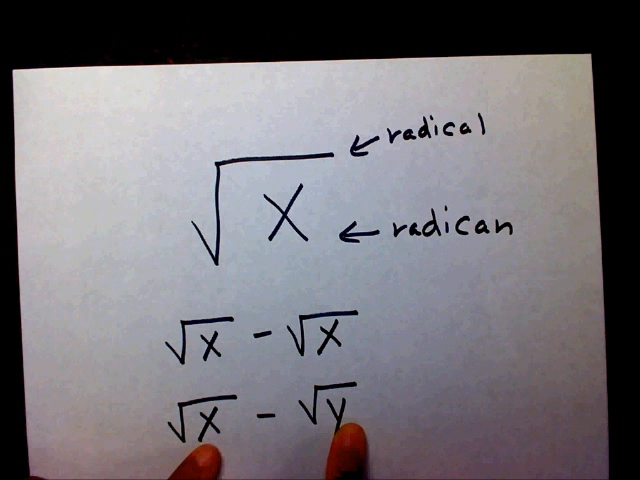 radical
√X
radican
√x - √x
√x - √y